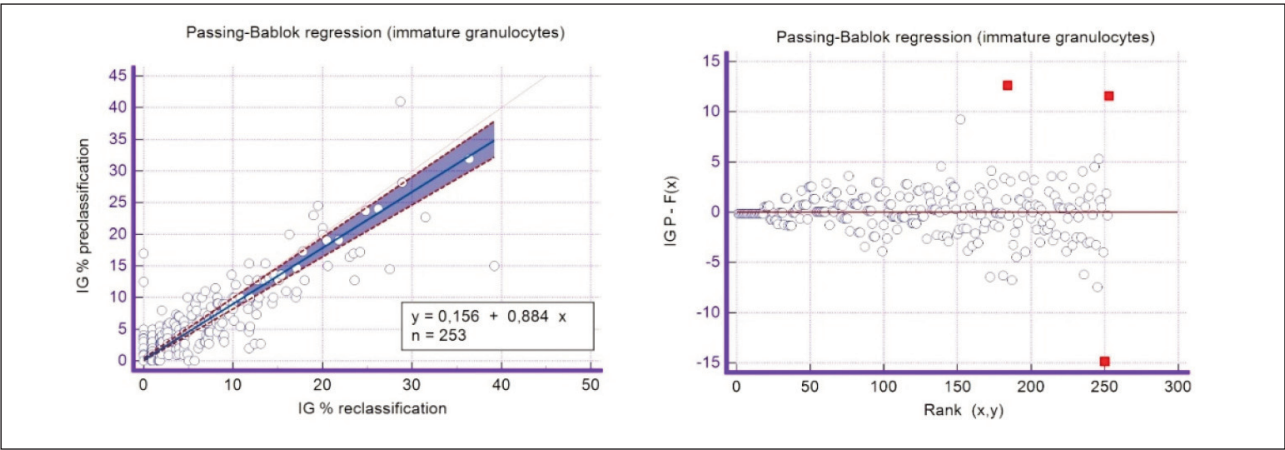 Passing-Bablok regression (immature granulocytes)
45
40
35
30
25
20
15
10
5
0
IG % preclassification
y = 0,156 + 0,884 x
n = 253
0 10 20 30 40 50
IG % reclassification
Passing-Bablok regression (immature granulocytes)
15
10
5
0
-5
-10
-15
IG P - F(x)
0 50 100 150 200 250 300
Rank (x,y)